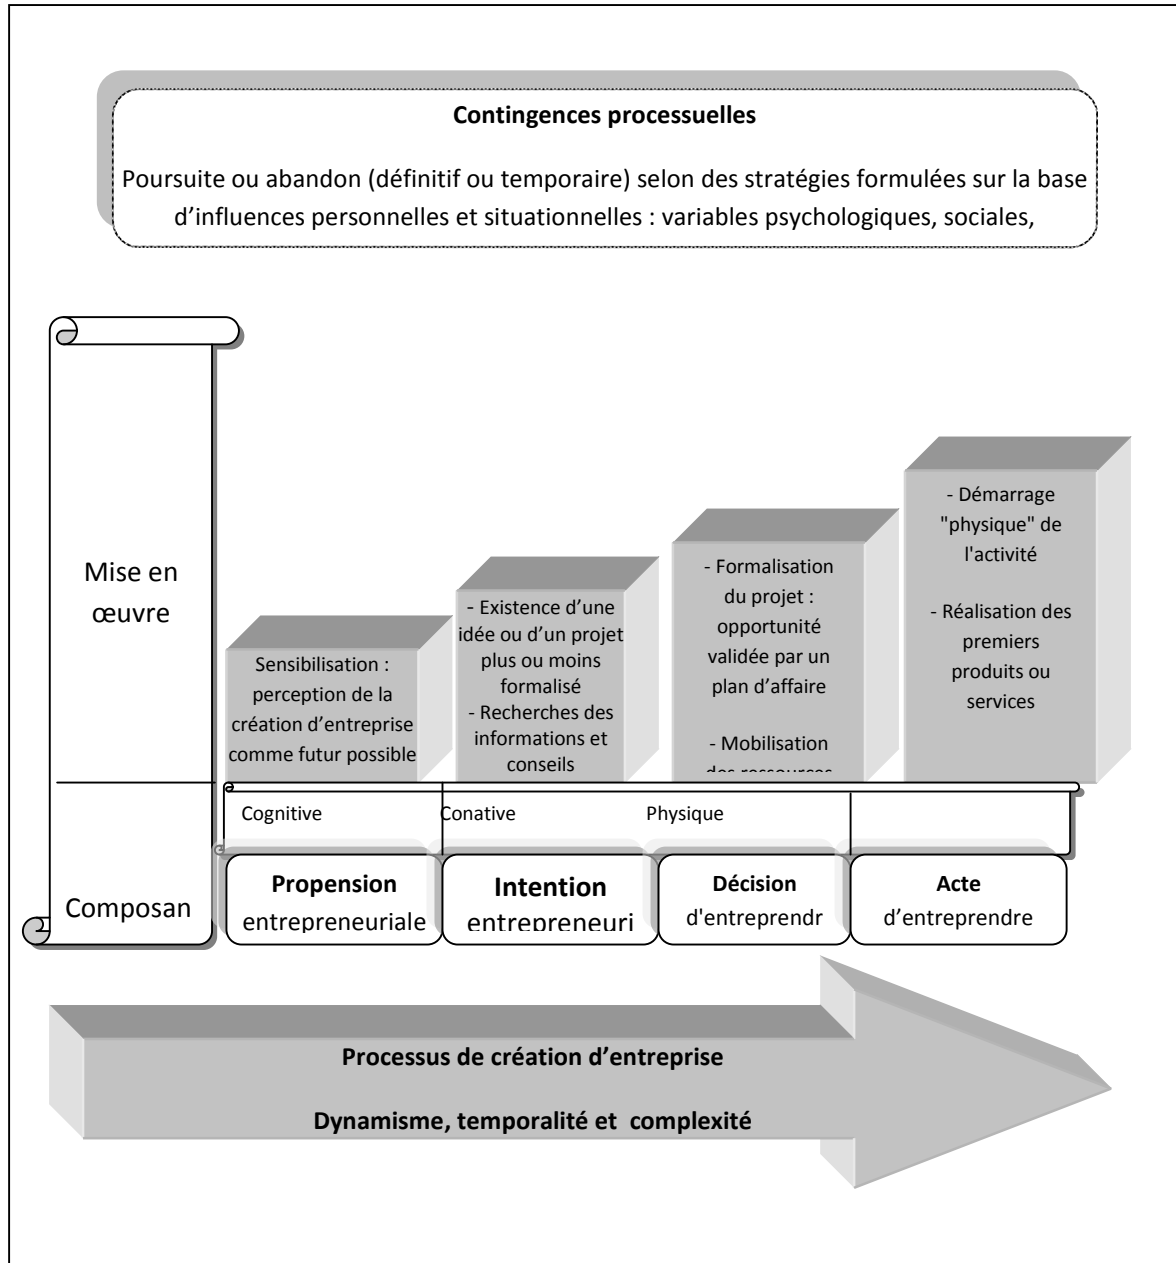 Contingences processuelles
Poursuite ou abandon (définitif ou temporaire) selon des stratégies formulées sur la base
d’influences personnelles et situationnelles : variables psychologiques, sociales,
Mise en
œuvre
Sensibilisation :
perception de la
création d’entreprise
comme futur possible
- Existence d’une
idée ou d’un projet
plus ou moins
formalisé
- Recherches des
informations et
conseils
- Formalisation
du projet :
opportunité
validée par un
plan d’affaire
- Mobilisation
des ressources
- Démarrage
"physique" de
l'activité
- Réalisation des
premiers
produits ou
services
Composan
Cognitive
Conative
Physique
Propension
entrepreneuriale
Intention
entrepreneuri
Décision
d'entreprendr
Acte
d’entreprendre
Processus de création d’entreprise
Dynamisme, temporalité et  complexité